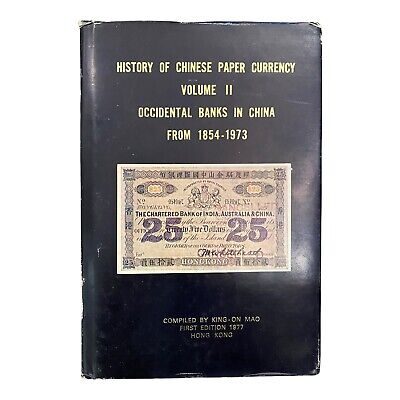 HISTORY OF CHINESE PAPER CURRENCY
VOLUME II
OCCIDENTAL BANKS IN CHINA
FROM 1854-1973
THE CHARTERED BANK OF INDIA, AUSTRALIA & CHINA.
25 Twenty Five Dollars 25
HONGKONG
COMPILED BY KING-ON MAO
FIRST EDITION 1977
HONG KONG